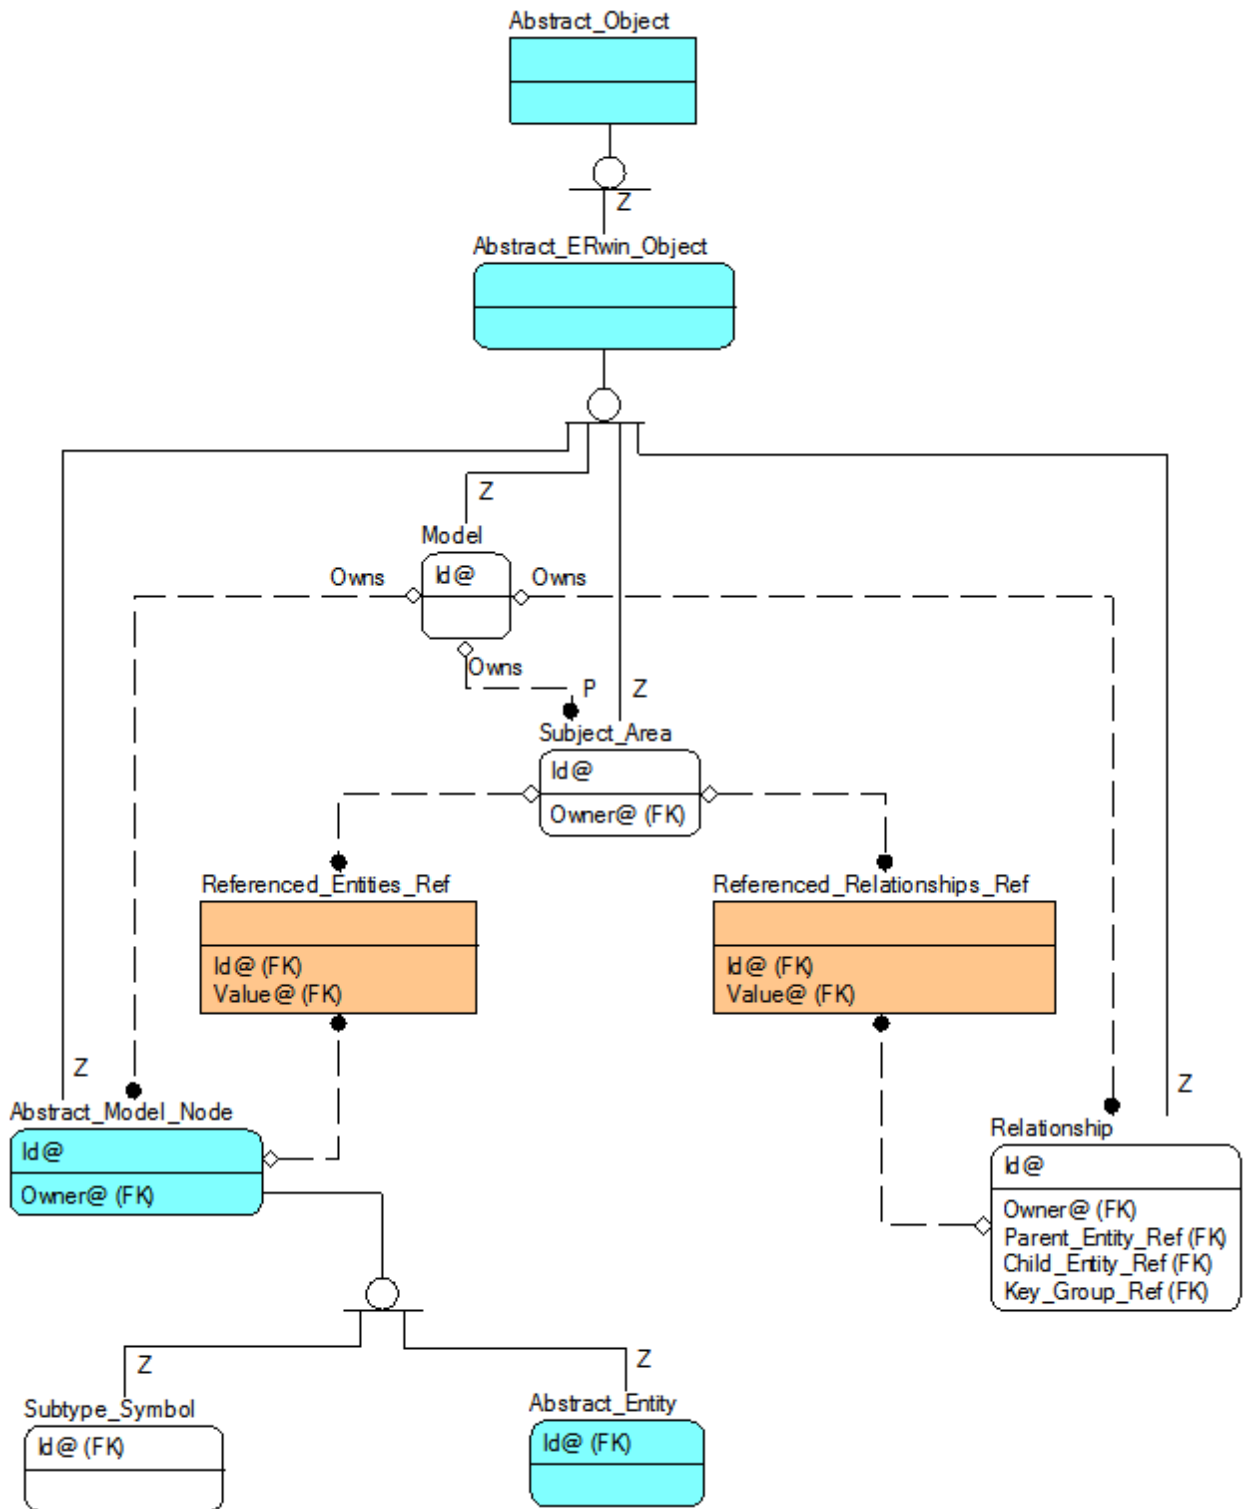 Abstract_Object
Z
Abstract_ERwin_Object
Z
Model
Owns
Id@
Owns
Owns
P
Z
Subject_Area
Id@
Owner@ (FK)
Referenced_Entities_Ref
Id@ (FK)
Value@ (FK)
Referenced_Relationships_Ref
Id@ (FK)
Value@ (FK)
Z
Z
Abstract_Model_Node
Id@
Owner@ (FK)
Relationship
Id@
Owner@ (FK)
Parent_Entity_Ref (FK)
Child_Entity_Ref (FK)
Key_Group_Ref (FK)
Z
Z
Subtype_Symbol
Id@ (FK)
Abstract_Entity
Id@ (FK)